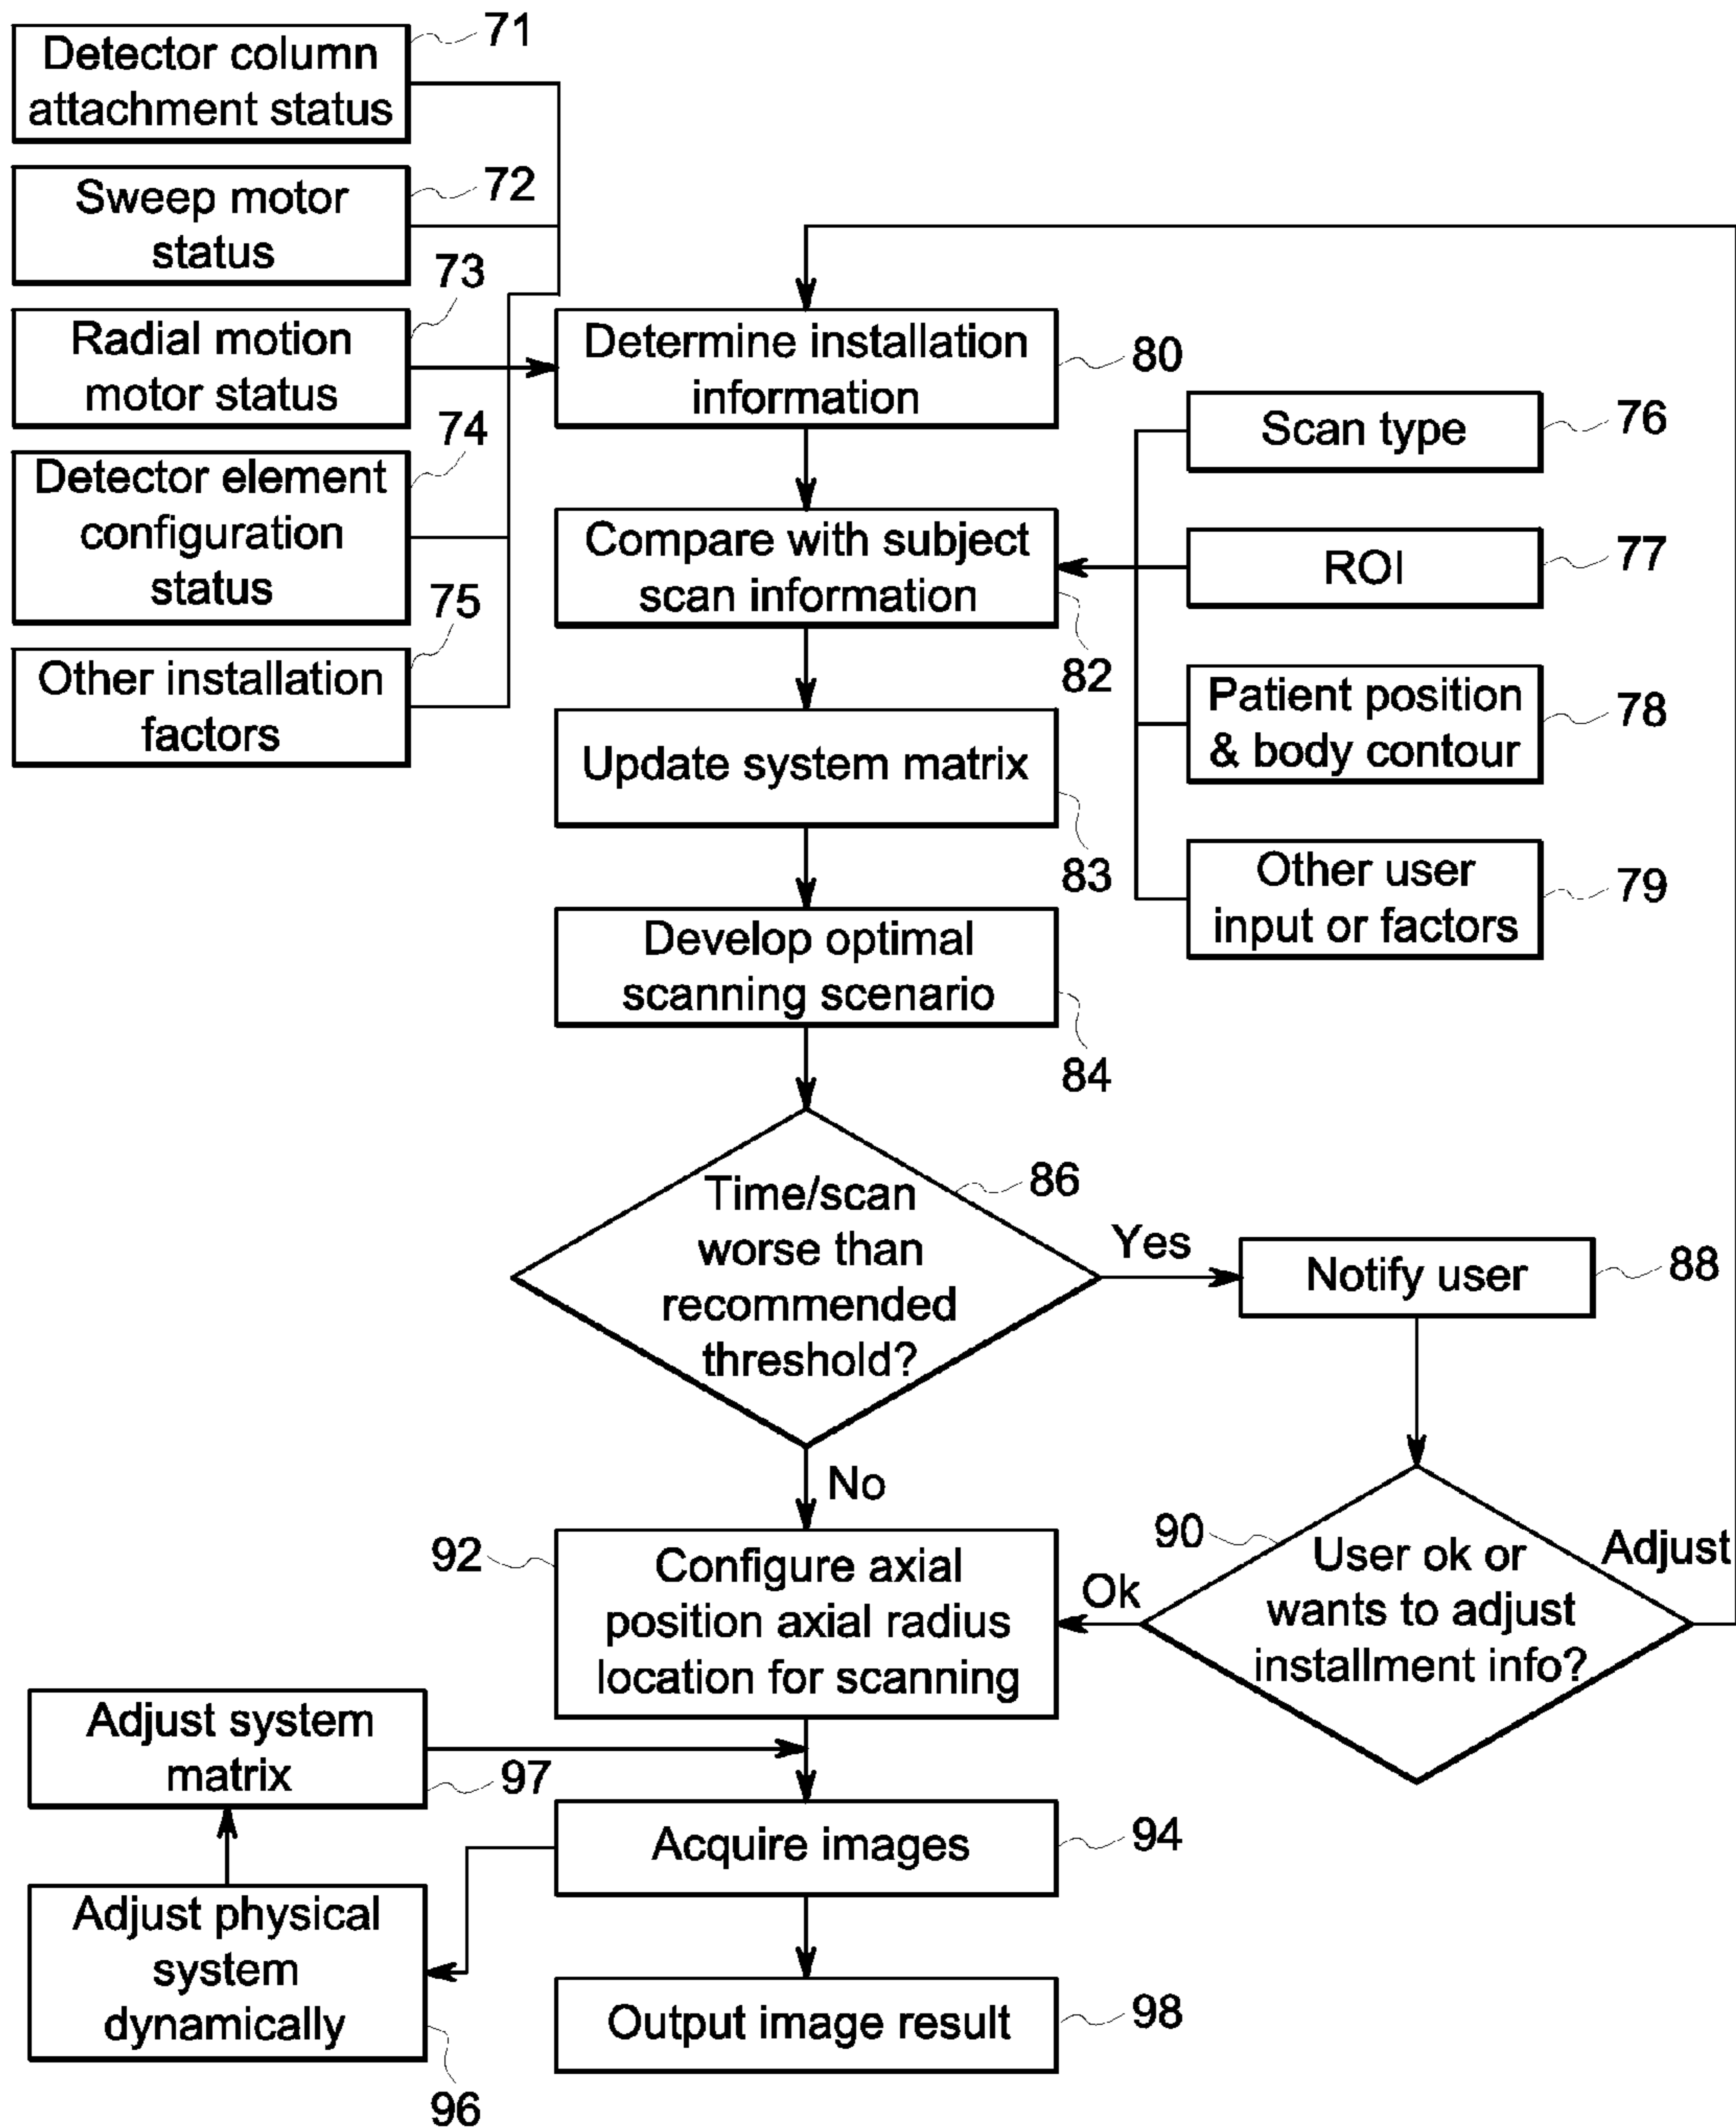 Detector column
attachment status
71
Sweep motor
status
72
Radial motion
motor status
73
Detector element
configuration
status
74
Other installation
factors
75
Determine installation
information
80
Scan type
76
Compare with subject
scan information
82
ROI
77
Patient position
& body contour
78
Update system matrix
83
Other user
input or factors
79
Develop optimal
scanning scenario
84
Time/scan
worse than
recommended
threshold?
86
Yes
Notify user
88
No
90
User ok or
wants to adjust
installment info?
Adjust
Ok
92
Configure axial
position axial radius
location for scanning
Adjust system
matrix
97
Acquire images
94
Adjust physical
system
dynamically
96
Output image result
98